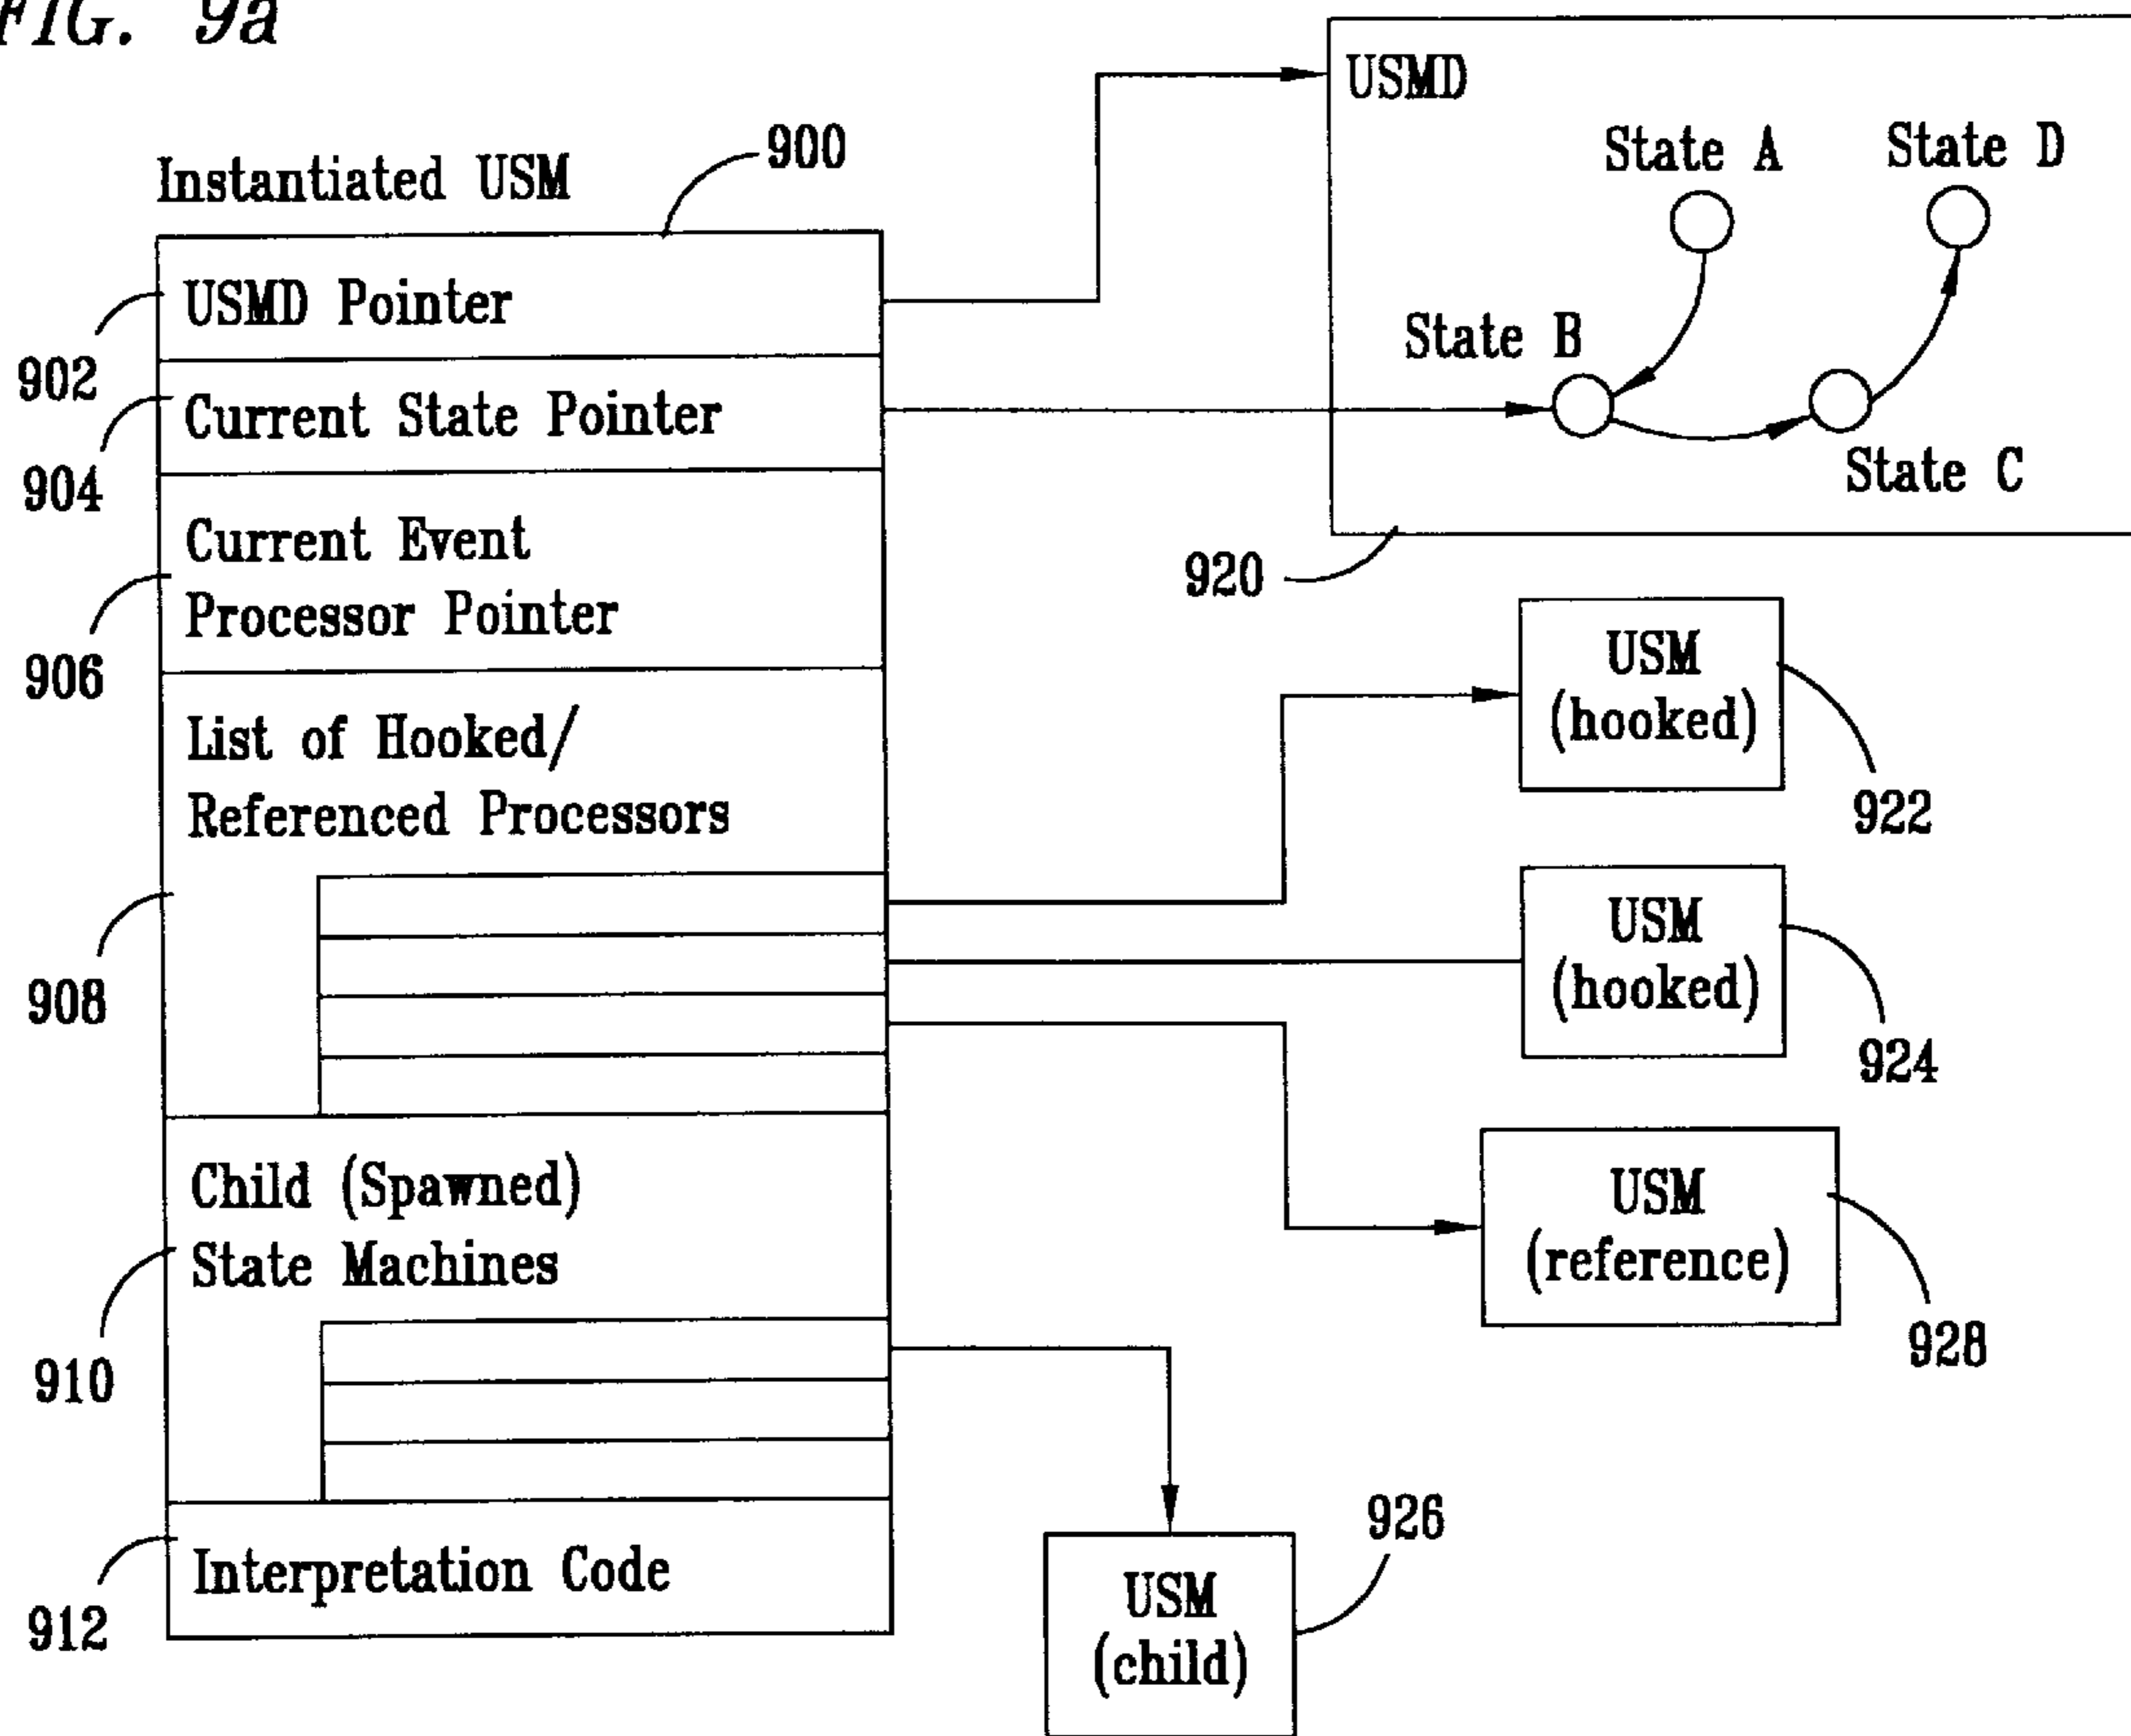 FIG. 9a
Instantiated USM
900
USMD Pointer
902
Current State Pointer
904
Current Event
Processor Pointer
906
List of Hooked/
Referenced Processors
908
Child (Spawned)
State Machines
910
Interpretation Code
912
USMD
State A
State D
State B
State C
920
USM
(hooked)
922
USM
(hooked)
924
USM
(reference)
928
USM
(child)
926